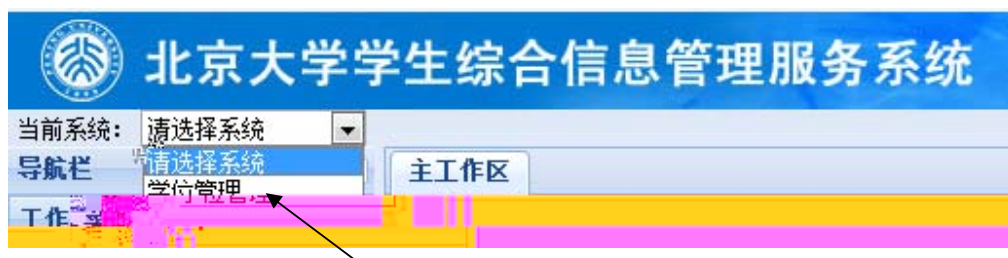 北京大学学生综合信息管理服务系统
当前系统： 请选择系统
导航栏 请选择系统 主工作区
学位管理
工作